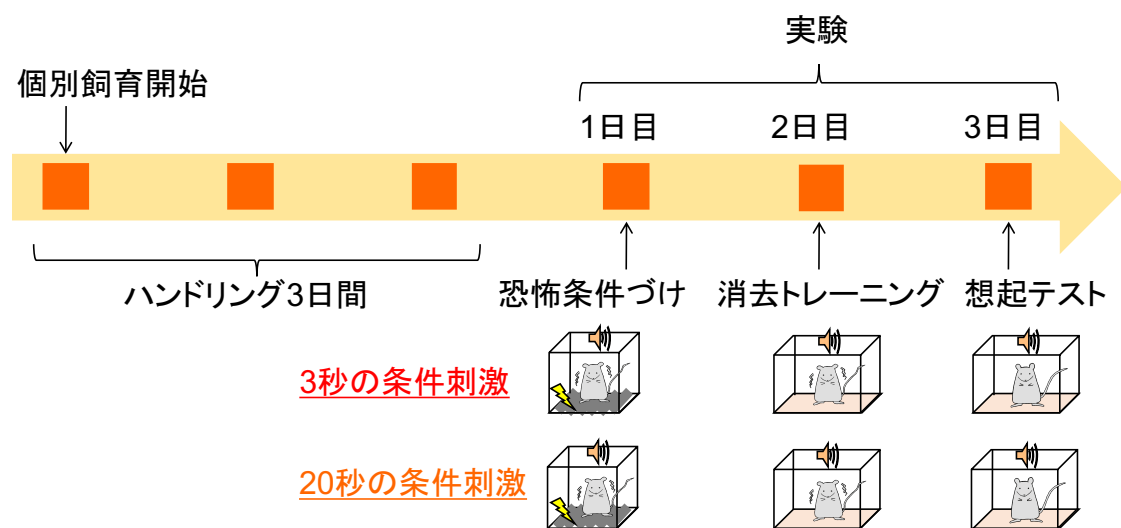 実験
個別飼育開始
1日目
2日目
3日目
ハンドリング3日間
恐怖条件づけ
消去トレーニング
想起テスト
3秒の条件刺激
20秒の条件刺激